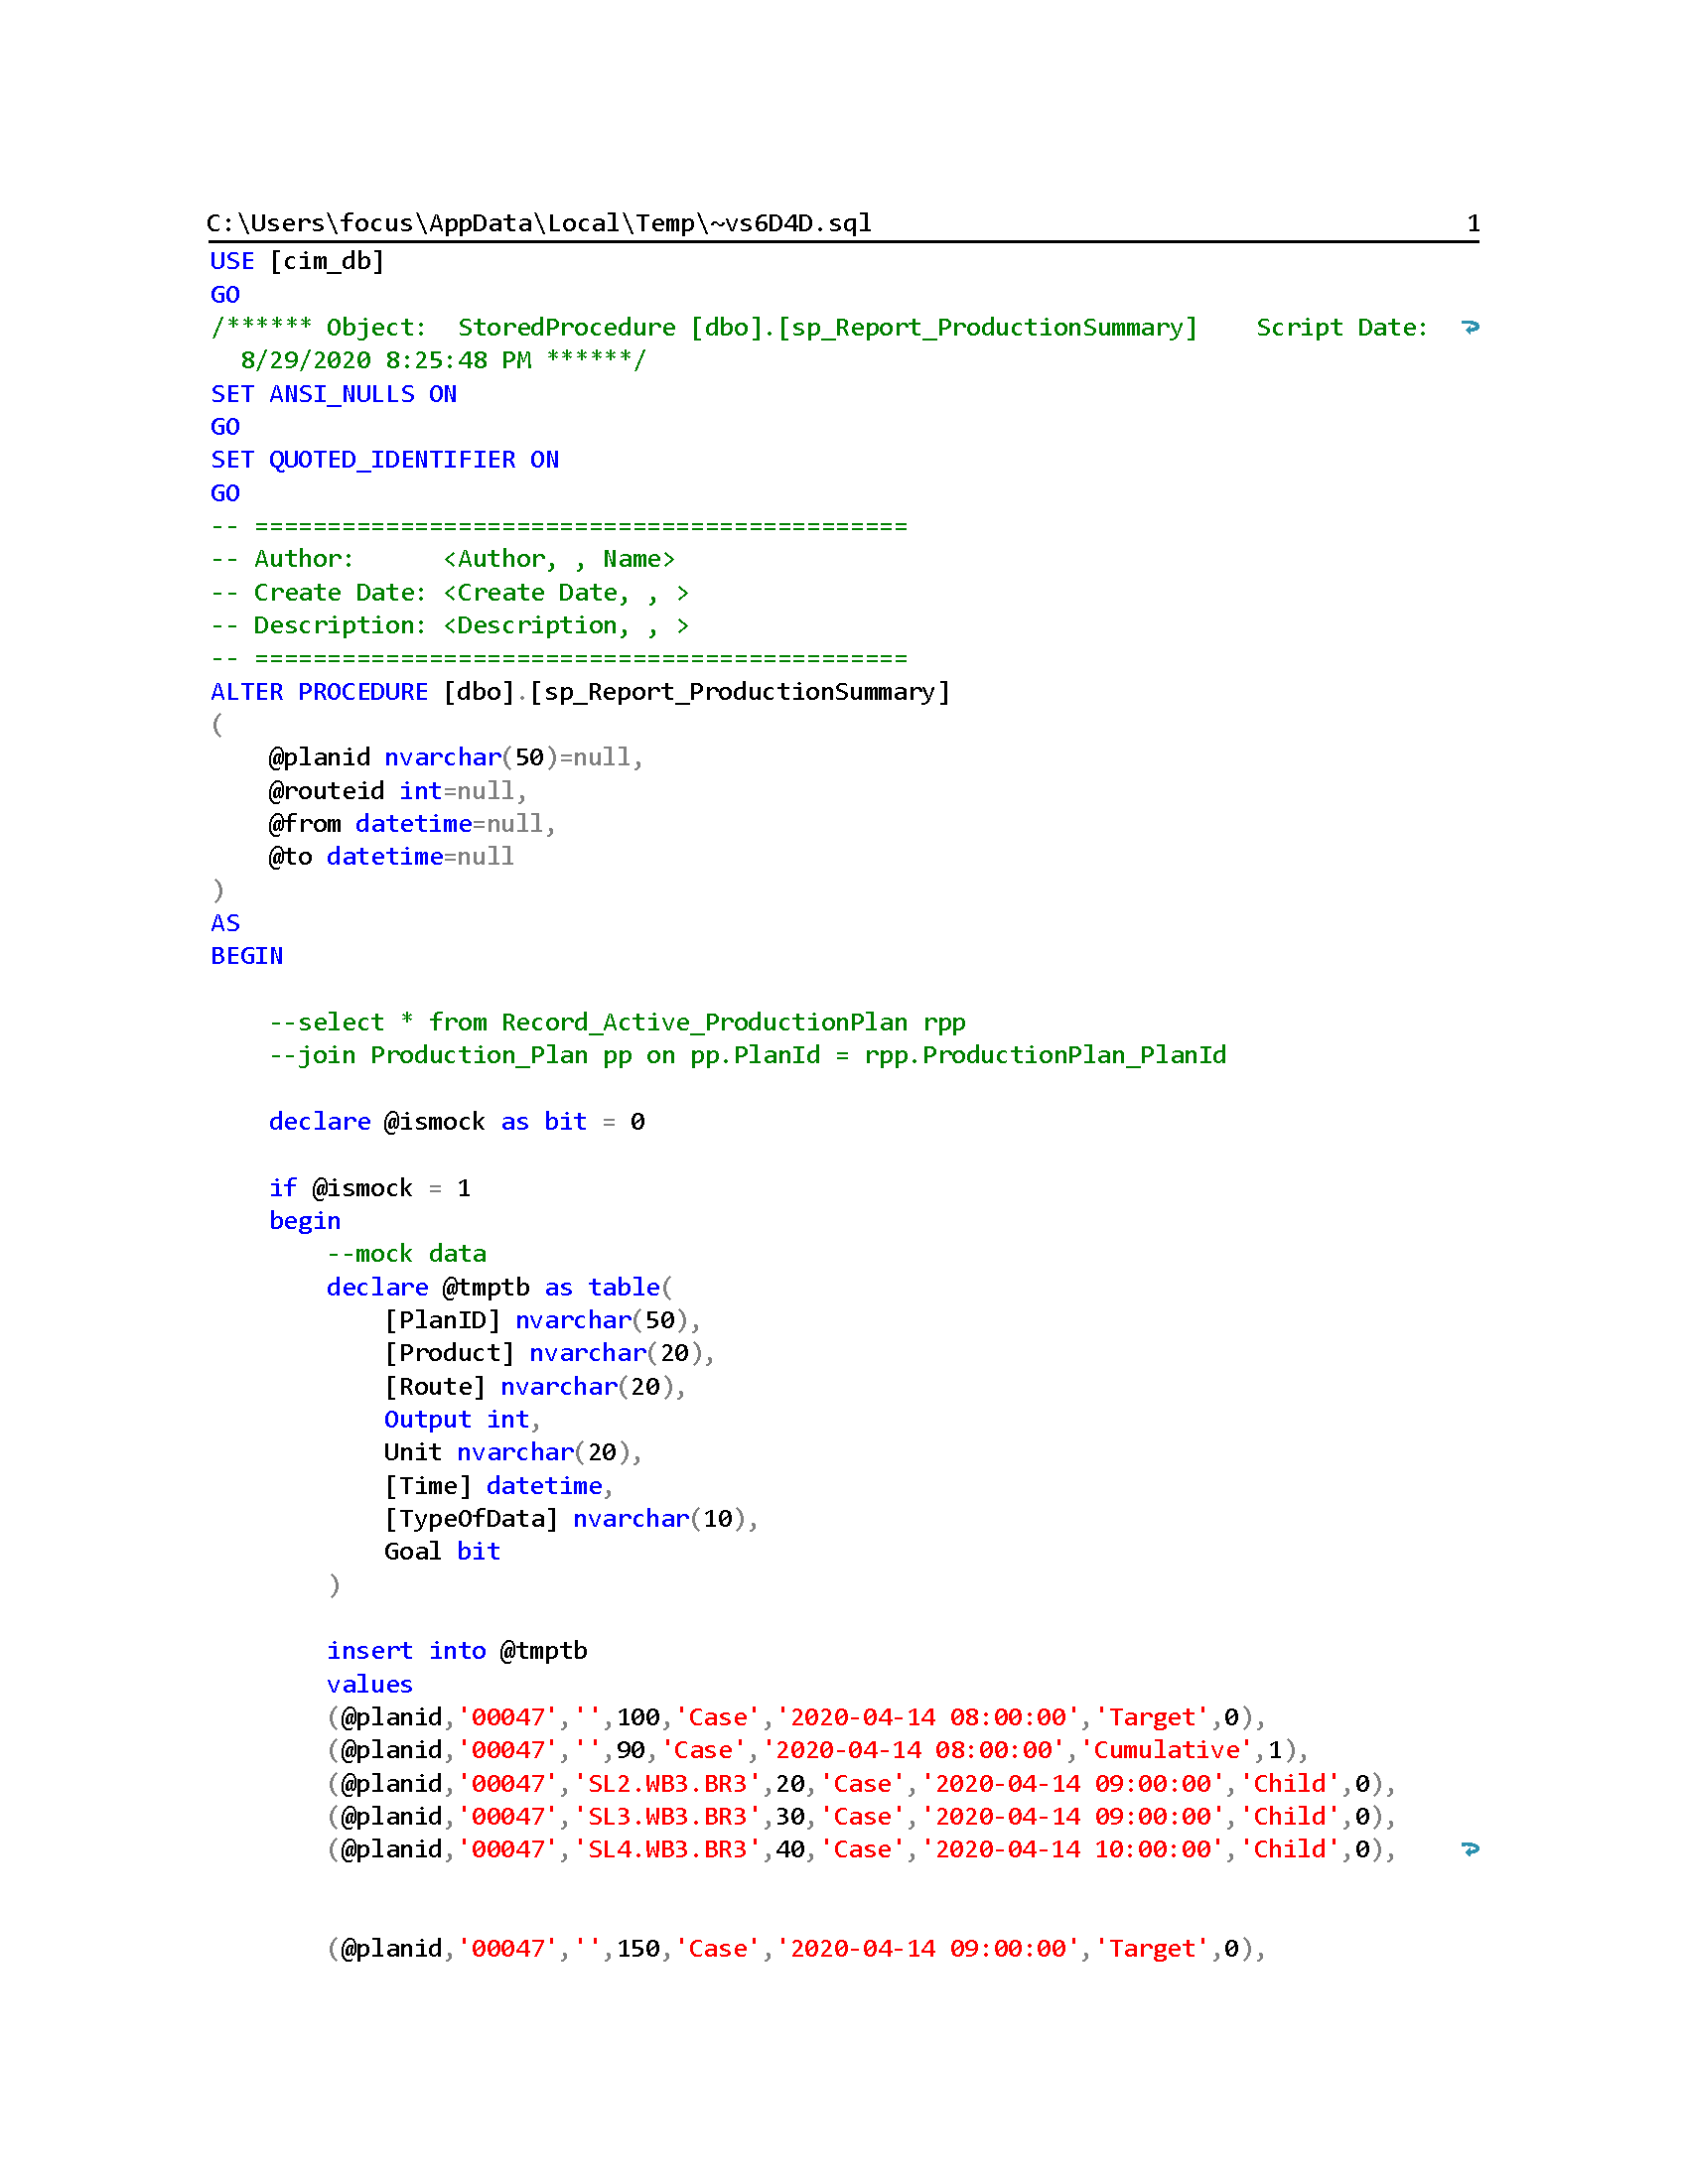 C:\Users\focus\AppData\Local\Temp\~vs6D4D.sql 1
USE [cim_db]
GO
/****** Object:  StoredProcedure [dbo].[sp_Report_ProductionSummary]    Script Date:
  8/29/2020 8:25:48 PM ******/
SET ANSI_NULLS ON
GO
SET QUOTED_IDENTIFIER ON
GO
-- =============================================
-- Author:      <Author, , Name>
-- Create Date: <Create Date, , >
-- Description: <Description, , >
-- =============================================
ALTER PROCEDURE [dbo].[sp_Report_ProductionSummary]
(
    @planid nvarchar(50)=null,
    @routeid int=null,
    @from datetime=null,
    @to datetime=null
)
AS
BEGIN
    --select * from Record_Active_ProductionPlan rpp
    --join Production_Plan pp on pp.PlanId = rpp.ProductionPlan_PlanId
    declare @ismock as bit = 0
    if @ismock = 1
    begin
        --mock data
        declare @tmptb as table(
            [PlanID] nvarchar(50),
            [Product] nvarchar(20),
            [Route] nvarchar(20),
            Output int,
            Unit nvarchar(20),
            [Time] datetime,
            [TypeOfData] nvarchar(10),
            Goal bit
        )
        insert into @tmptb
        values
        (@planid,'00047','',100,'Case','2020-04-14 08:00:00','Target',0),
        (@planid,'00047','',90,'Case','2020-04-14 08:00:00','Cumulative',1),
        (@planid,'00047','SL2.WB3.BR3',20,'Case','2020-04-14 09:00:00','Child',0),
        (@planid,'00047','SL3.WB3.BR3',30,'Case','2020-04-14 09:00:00','Child',0),
        (@planid,'00047','SL4.WB3.BR3',40,'Case','2020-04-14 10:00:00','Child',0),
        (@planid,'00047','',150,'Case','2020-04-14 09:00:00','Target',0),